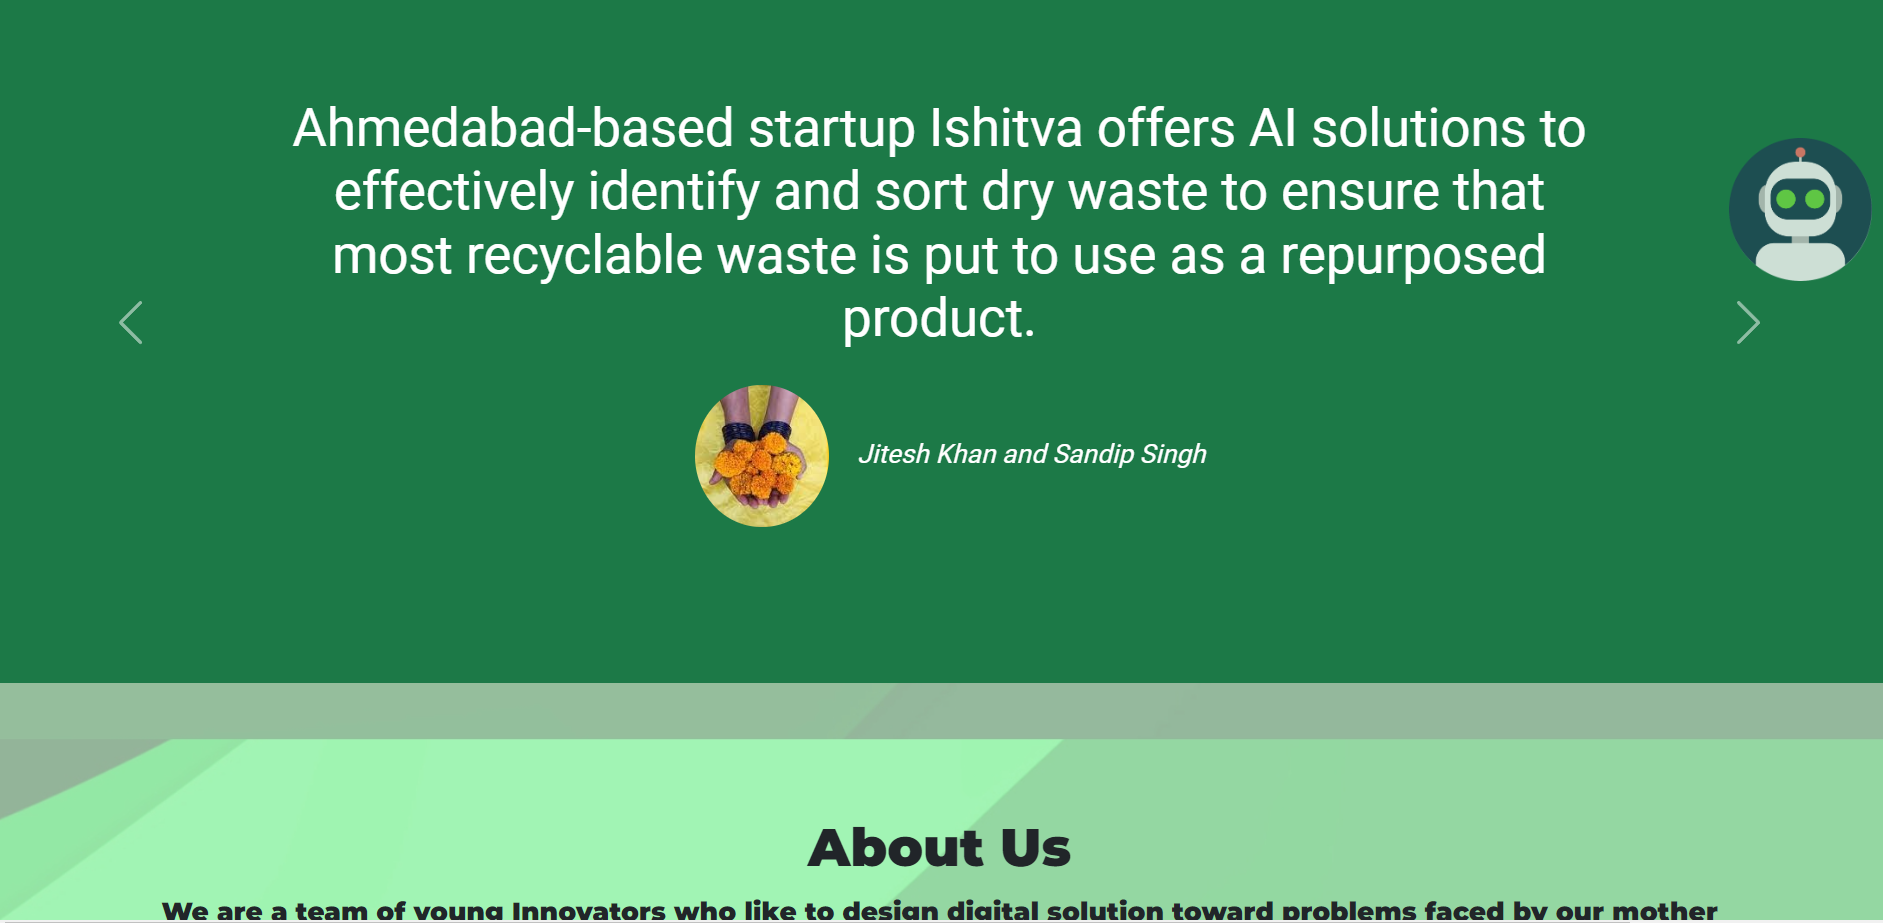 Ahmedabad-based startup Ishitva offers AI solutions to
effectively identify and sort dry waste to ensure that
most recyclable waste is put to use as a repurposed
product.
Jitesh Khan and Sandip Singh
About Us
We are a team of young Innovators who like to design digital solution toward problems faced by our mother